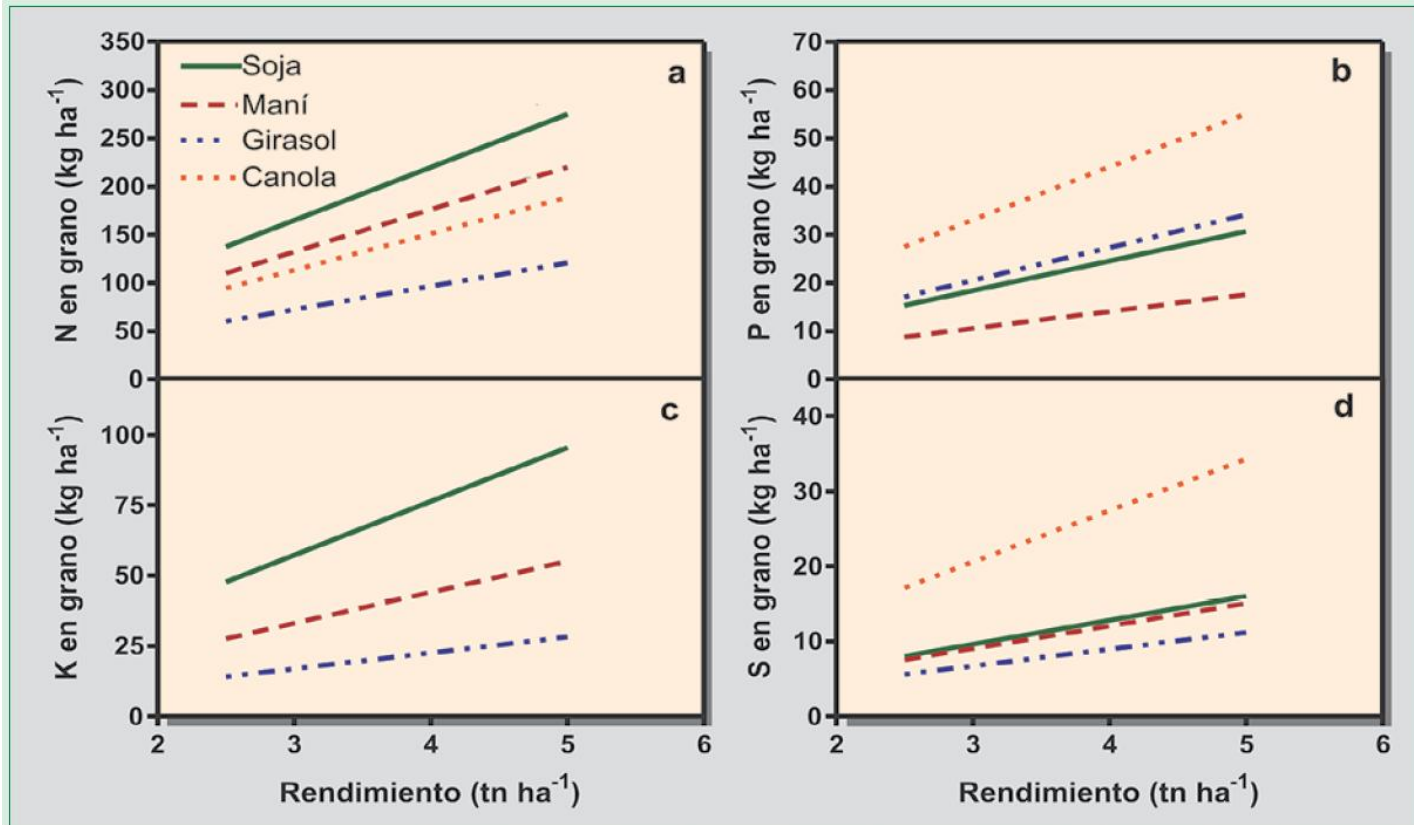 N en grano (kg ha⁻¹)
350
300
250
200
150
100
50
0
Soja
Maní
Girasol
Canola
a
P en grano (kg ha⁻¹)
70
60
50
40
30
20
10
0
b
K en grano (kg ha⁻¹)
100
75
50
25
0
c
2 3 4 5 6
Rendimiento (tn ha⁻¹)
S en grano (kg ha⁻¹)
40
30
20
10
0
d
2 3 4 5 6
Rendimiento (tn ha⁻¹)